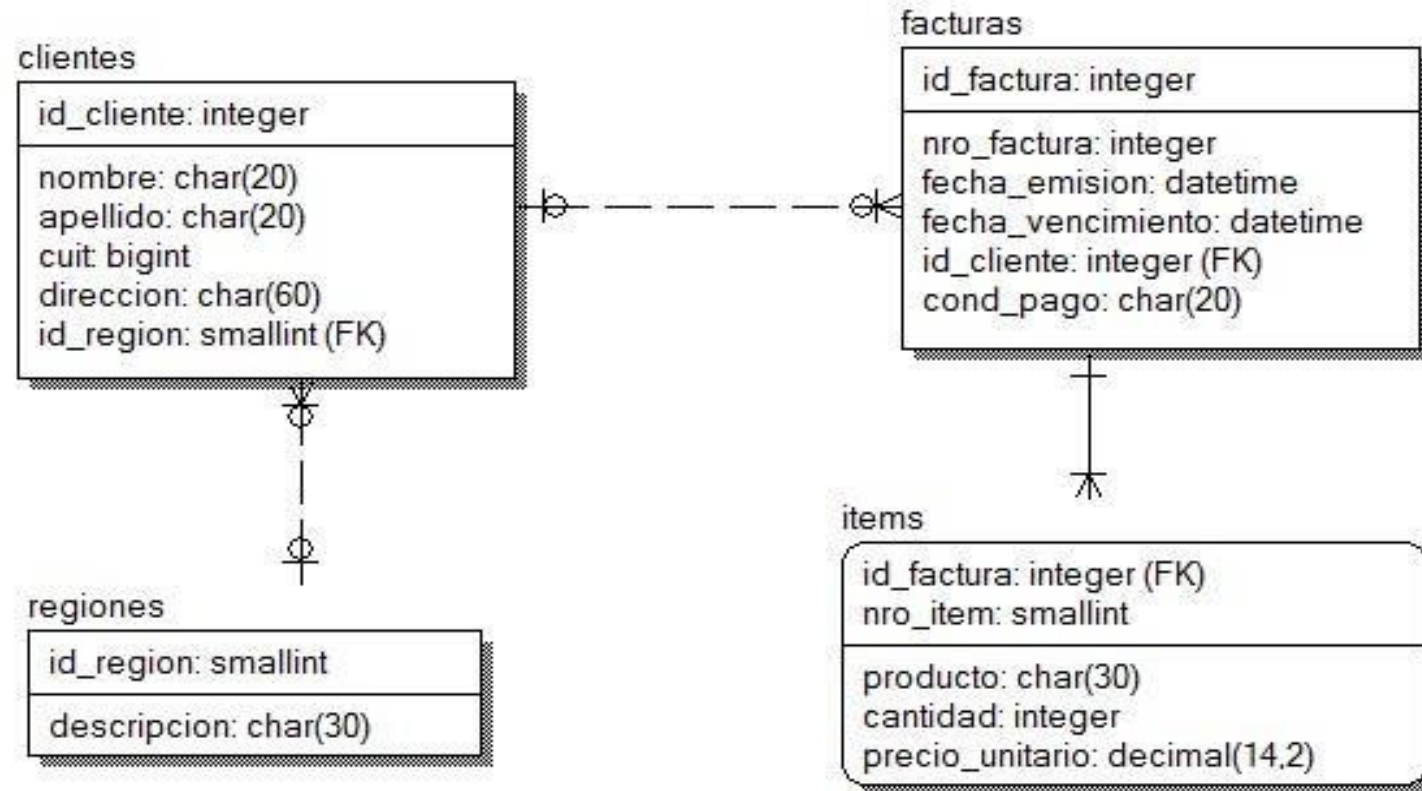 clientes
id_cliente: integer
nombre: char(20)
apellido: char(20)
cuit: bigint
direccion: char(60)
id_region: smallint (FK)
facturas
id_factura: integer
nro_factura: integer
fecha_emision: datetime
fecha_vencimiento: datetime
id_cliente: integer (FK)
cond_pago: char(20)
regiones
id_region: smallint
descripcion: char(30)
items
id_factura: integer (FK)
nro_item: smallint
producto: char(30)
cantidad: integer
precio_unitario: decimal(14,2)